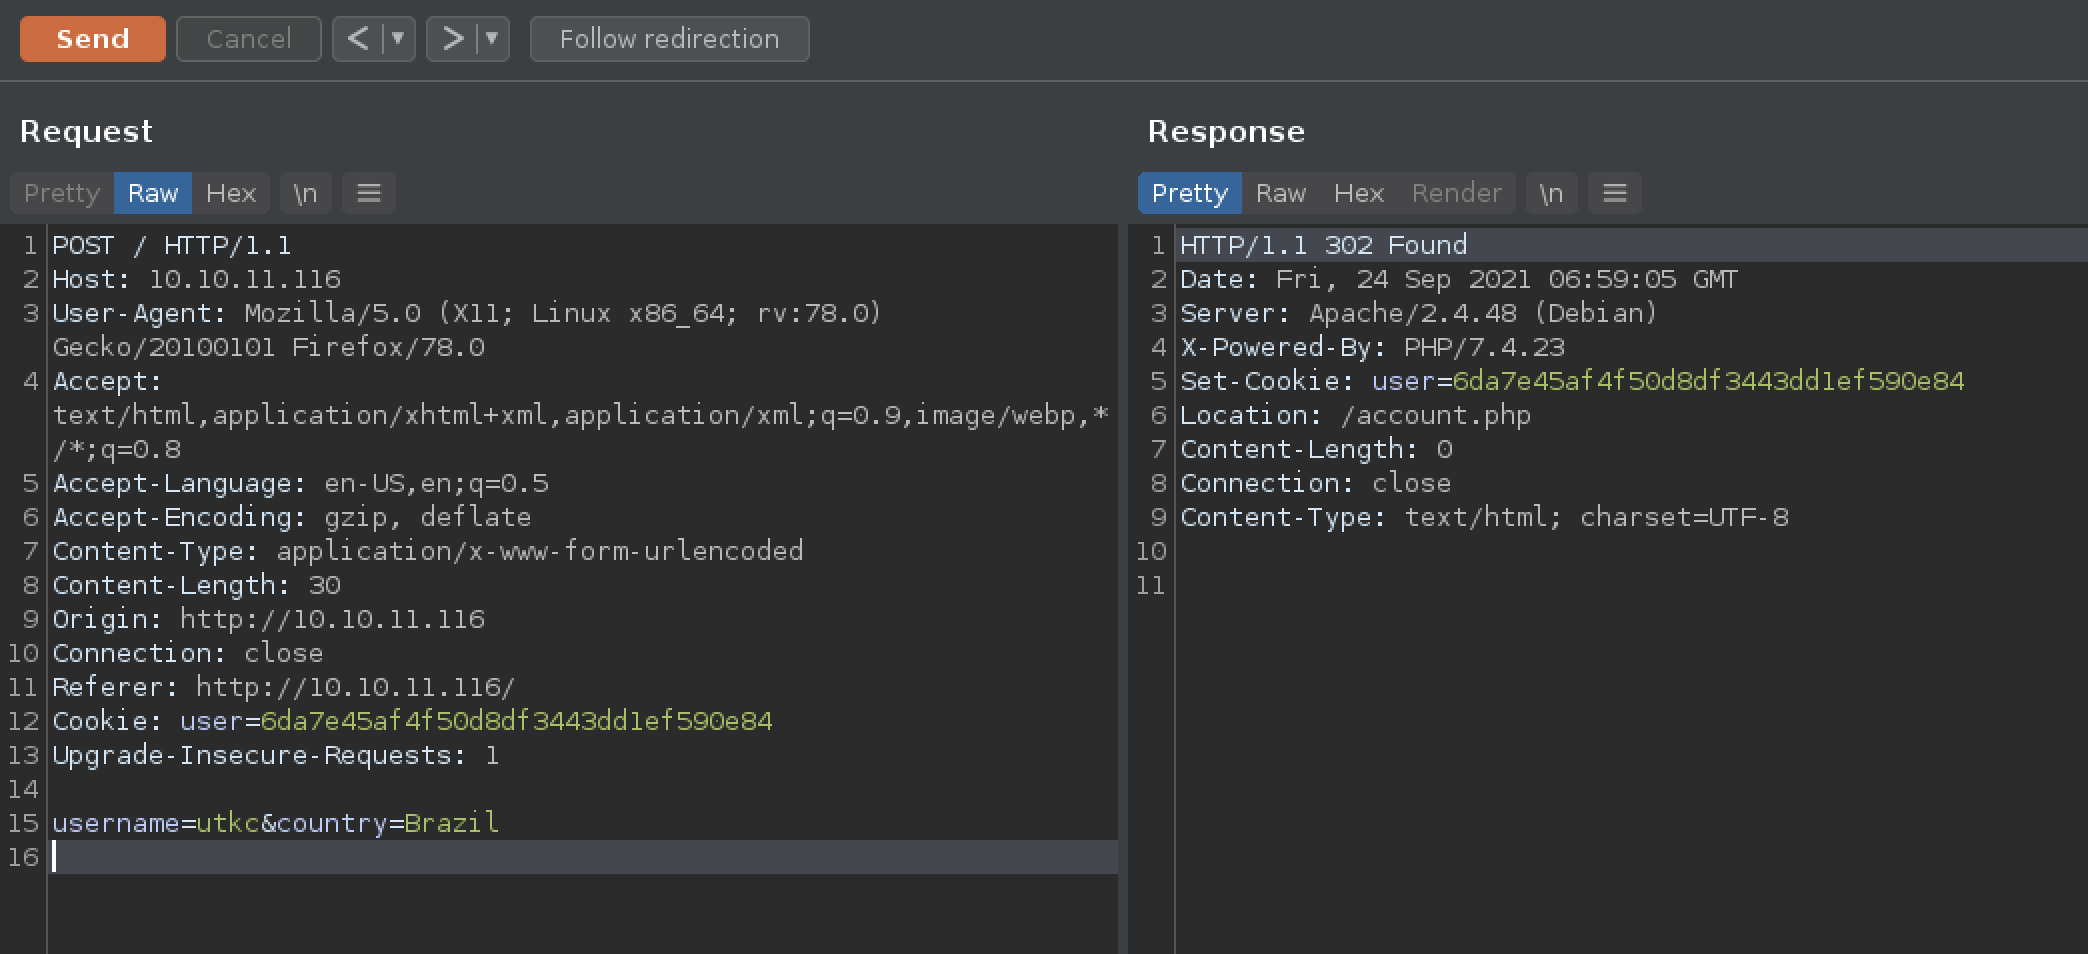 Send Cancel < ▼ > ▼ Follow redirection
Request
Pretty Raw Hex \n ≡
1 POST / HTTP/1.1
2 Host: 10.10.11.116
3 User-Agent: Mozilla/5.0 (X11; Linux x86_64; rv:78.0)
Gecko/20100101 Firefox/78.0
4 Accept:
text/html,application/xhtml+xml,application/xml;q=0.9,image/webp,*
/*;q=0.8
5 Accept-Language: en-US,en;q=0.5
6 Accept-Encoding: gzip, deflate
7 Content-Type: application/x-www-form-urlencoded
8 Content-Length: 30
9 Origin: http://10.10.11.116
10 Connection: close
11 Referer: http://10.10.11.116/
12 Cookie: user=6da7e45af4f50d8df3443dd1ef590e84
13 Upgrade-Insecure-Requests: 1
14
15 username=utkc&country=Brazil
16
Response
Pretty Raw Hex Render \n ≡
1 HTTP/1.1 302 Found
2 Date: Fri, 24 Sep 2021 06:59:05 GMT
3 Server: Apache/2.4.48 (Debian)
4 X-Powered-By: PHP/7.4.23
5 Set-Cookie: user=6da7e45af4f50d8df3443dd1ef590e84
6 Location: /account.php
7 Content-Length: 0
8 Connection: close
9 Content-Type: text/html; charset=UTF-8
10
11